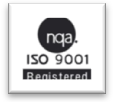 nqa.
ISO 9001
Registered